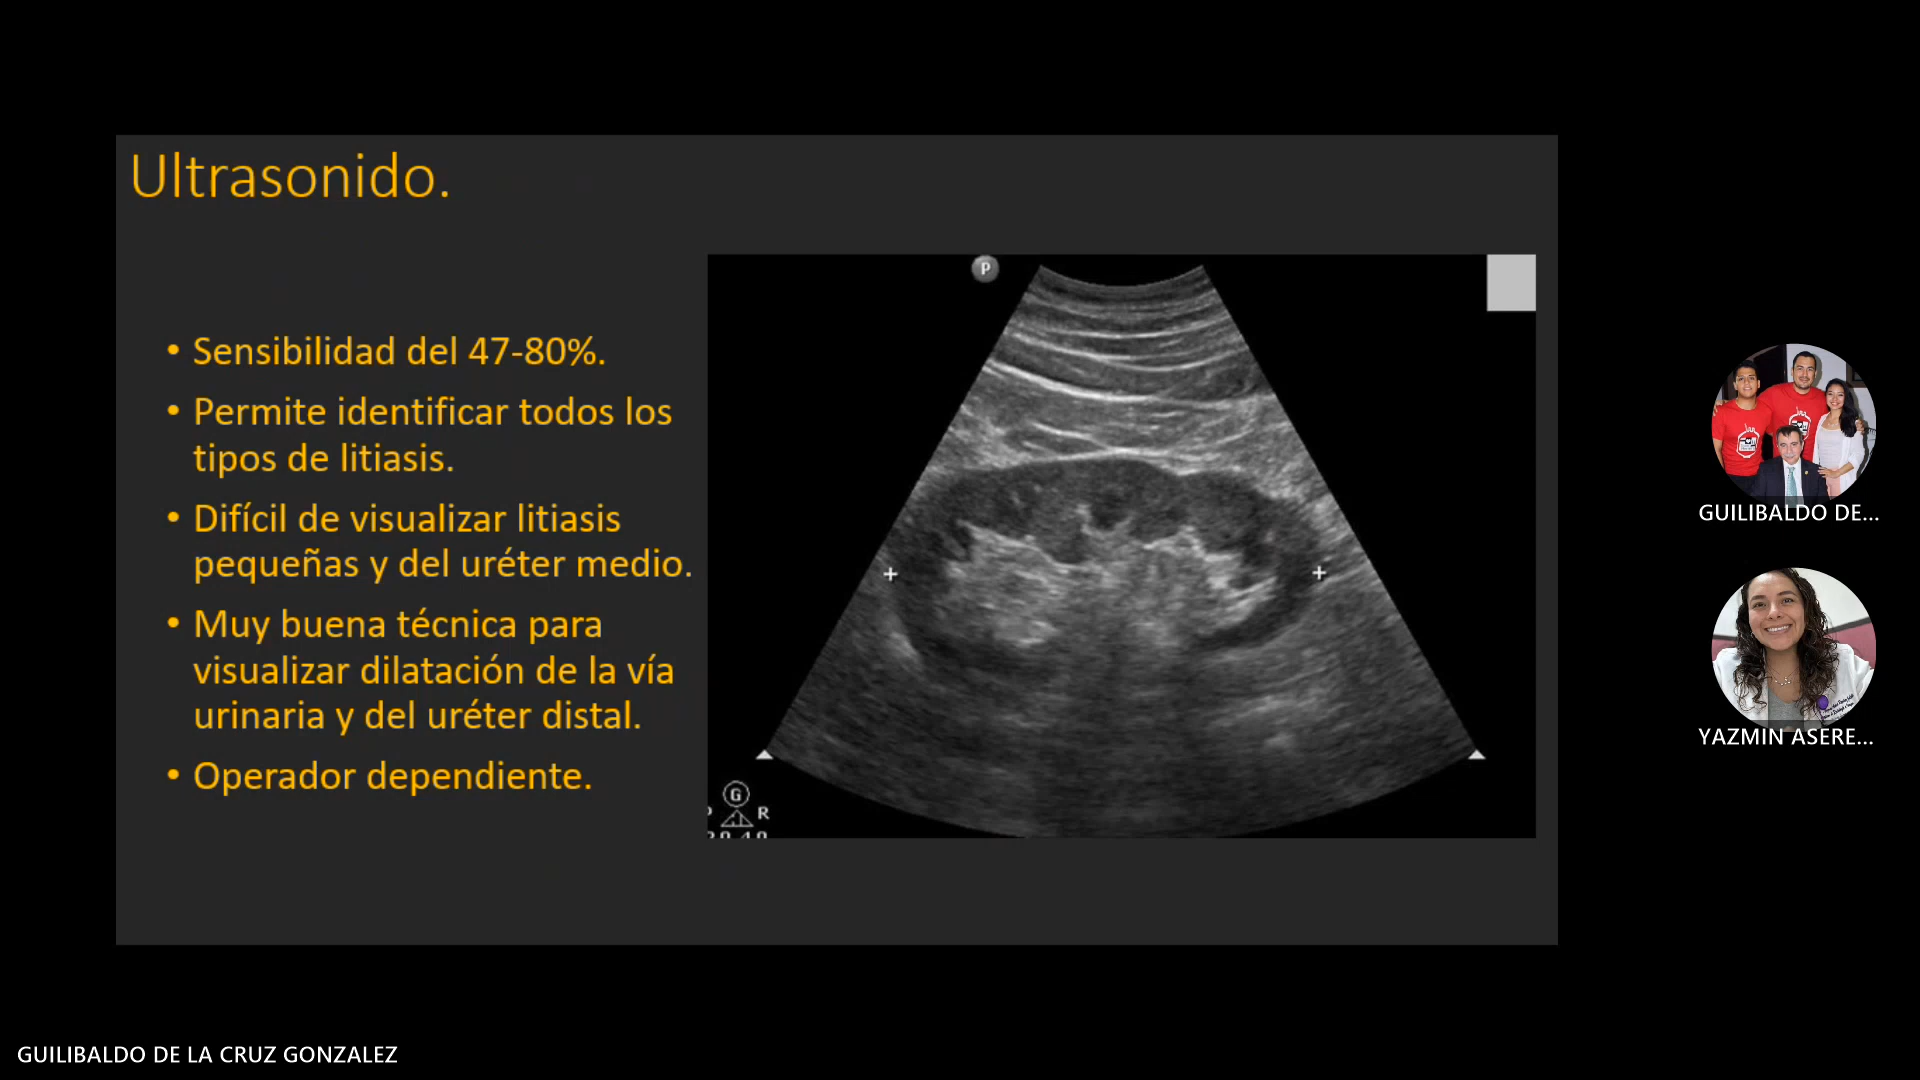 Ultrasonido.
• Sensibilidad del 47-80%.
• Permite identificar todos los
tipos de litiasis.
• Difícil de visualizar litiasis
pequeñas y del uréter medio.
• Muy buena técnica para
visualizar dilatación de la vía
urinaria y del uréter distal.
• Operador dependiente.
P
G
R
GUILIBALDO DE...
YAZMIN ASERE...
GUILIBALDO DE LA CRUZ GONZALEZ